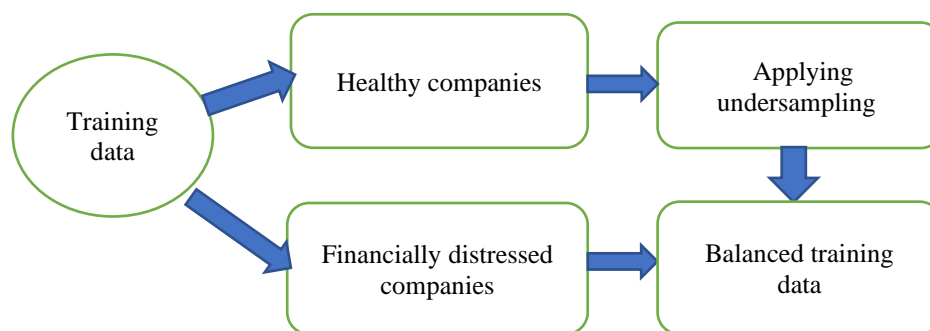 Training
data
Healthy companies
Applying
undersampling
Financially distressed
companies
Balanced training
data